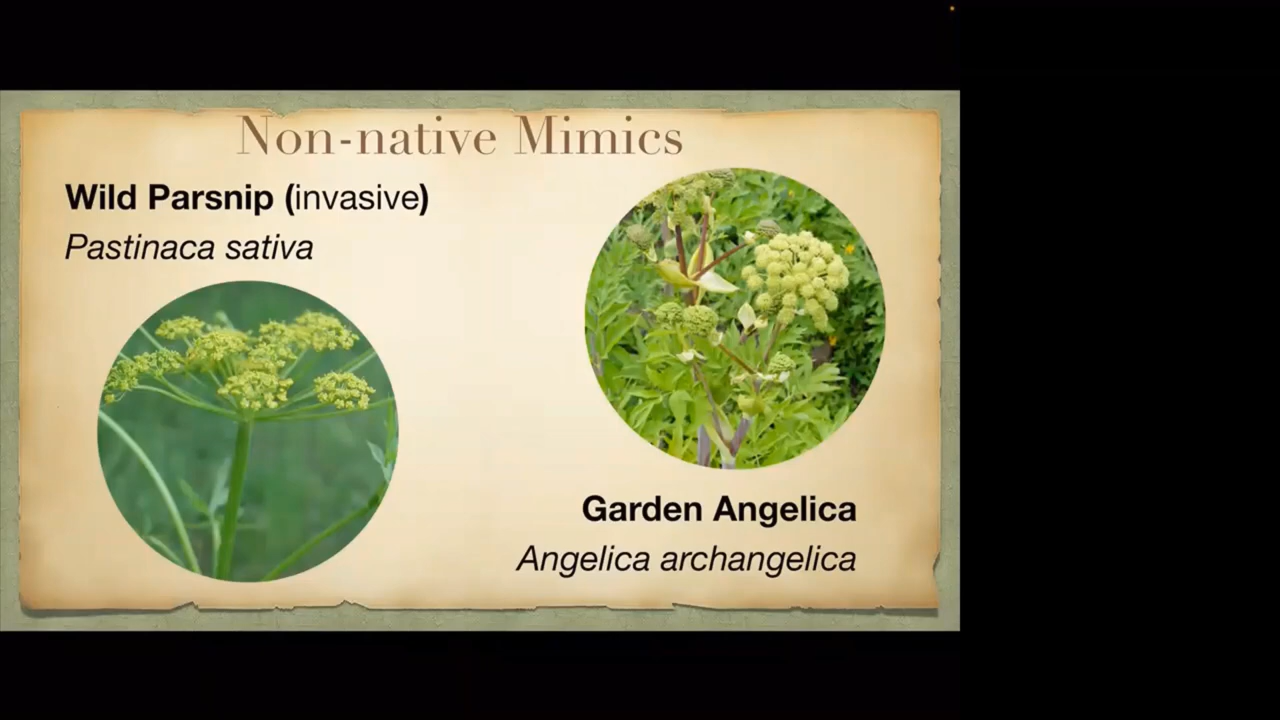 Non-native Mimics
Wild Parsnip (invasive)
Pastinaca sativa
Garden Angelica
Angelica archangelica